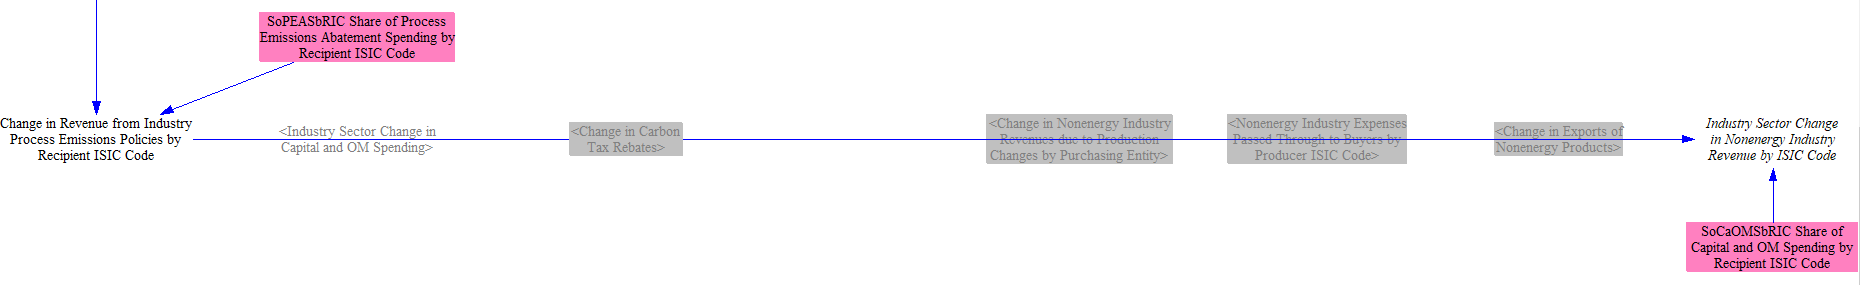 SoPEASbRIC Share of Process
Emissions Abatement Spending by
Recipient ISIC Code
Change in Revenue from Industry
Process Emissions Policies by
Recipient ISIC Code
<Industry Sector Change in
Capital and OM Spending>
<Change in Carbon
Tax Rebates>
<Change in Nonenergy Industry
Revenues due to Production
Changes by Purchasing Entity>
<Nonenergy Industry Expenses
Passed Through to Buyers by
Producer ISIC Code>
<Change in Exports of
Nonenergy Products>
Industry Sector Change
in Nonenergy Industry
Revenue by ISIC Code
SoCaOMSbRIC Share of
Capital and OM Spending by
Recipient ISIC Code